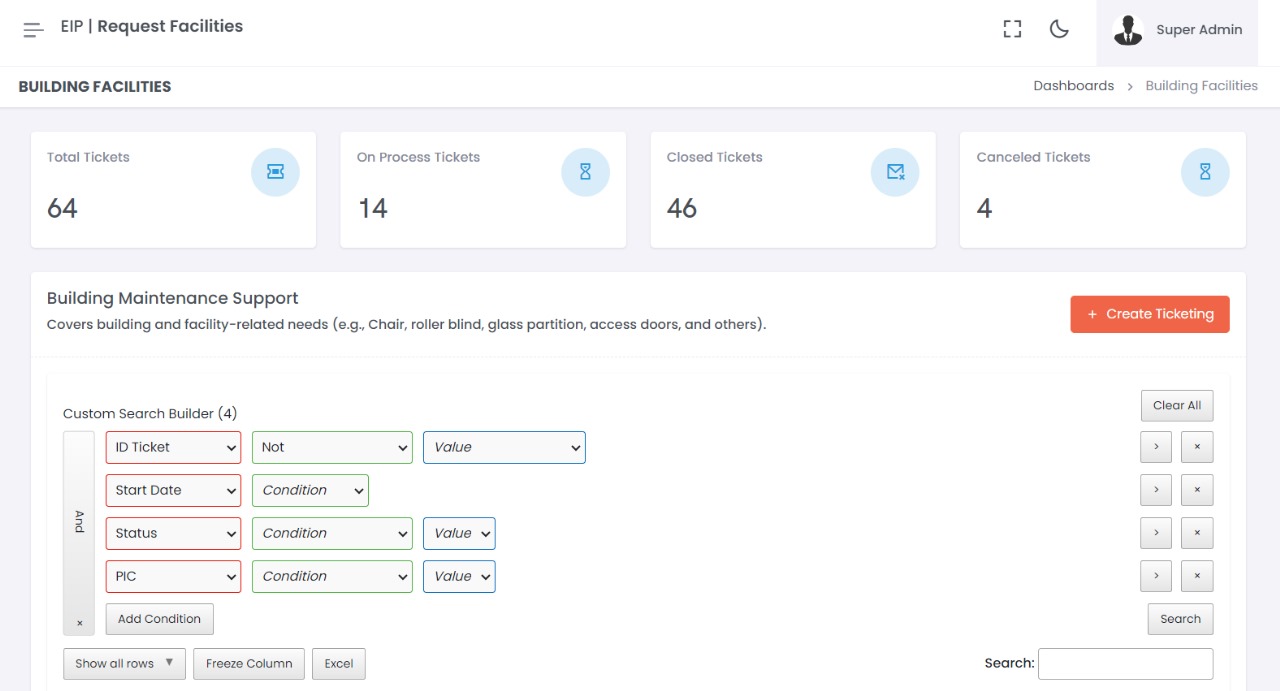 EIP | Request Facilities
Super Admin
BUILDING FACILITIES
Dashboards > Building Facilities
Total Tickets
64
On Process Tickets
14
Closed Tickets
46
Canceled Tickets
4
Building Maintenance Support
Covers building and facility-related needs (e.g., Chair, roller blind, glass partition, access doors, and others).
+ Create Ticketing
Custom Search Builder (4)
Clear All
And
×
ID Ticket Not Value > ×
Start Date Condition > ×
Status Condition Value > ×
PIC Condition Value > ×
Add Condition
Search
Show all rows ▼ Freeze Column Excel
Search: